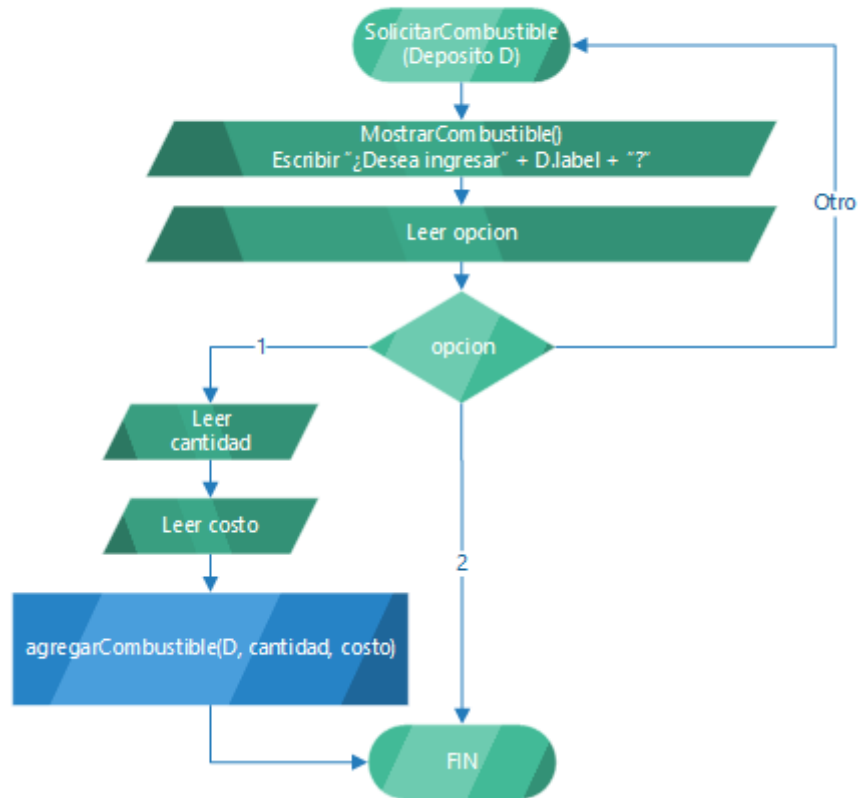 SolicitarCombustible
(Deposito D)
MostrarCombustible()
Escribir “¿Desea ingresar” + D.label + “?”
Otro
Leer opcion
opcion
1
Leer
cantidad
Leer costo
2
agregarCombustible(D, cantidad, costo)
FIN